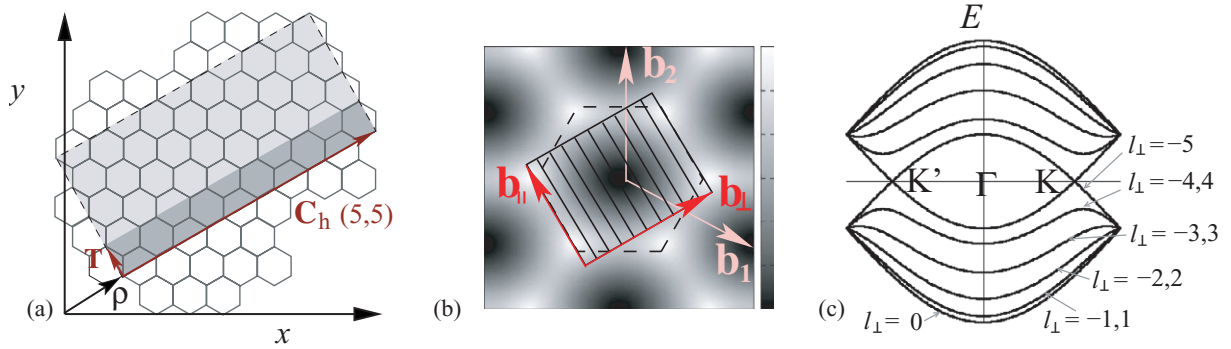 y
C_h (5,5)
T
ρ
(a)
x
b_2
b_∥
b_⊥
b_1
(b)
E
K’
Γ
K
l_⊥ = −5
l_⊥ = −4,4
l_⊥ = −3,3
l_⊥ = −2,2
l_⊥ = −1,1
l_⊥ = 0
(c)